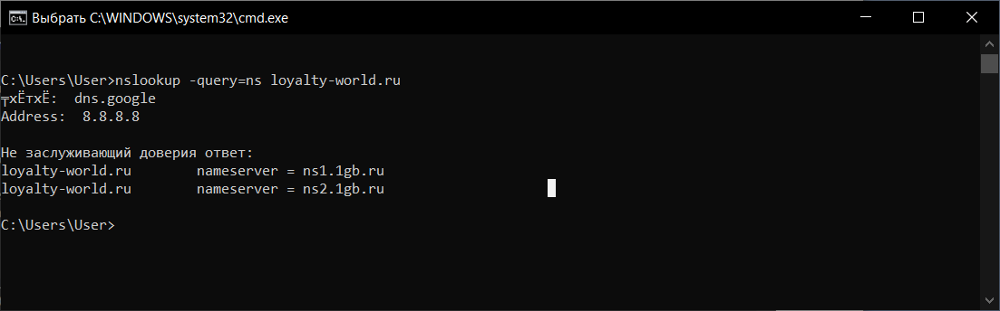 Выбрать C:\WINDOWS\system32\cmd.exe
C:\Users\User>nslookup -query=ns loyalty-world.ru
╤хЁтхЁ:  dns.google
Address:  8.8.8.8
Не заслуживающий доверия ответ:
loyalty-world.ru        nameserver = ns1.1gb.ru
loyalty-world.ru        nameserver = ns2.1gb.ru
C:\Users\User>